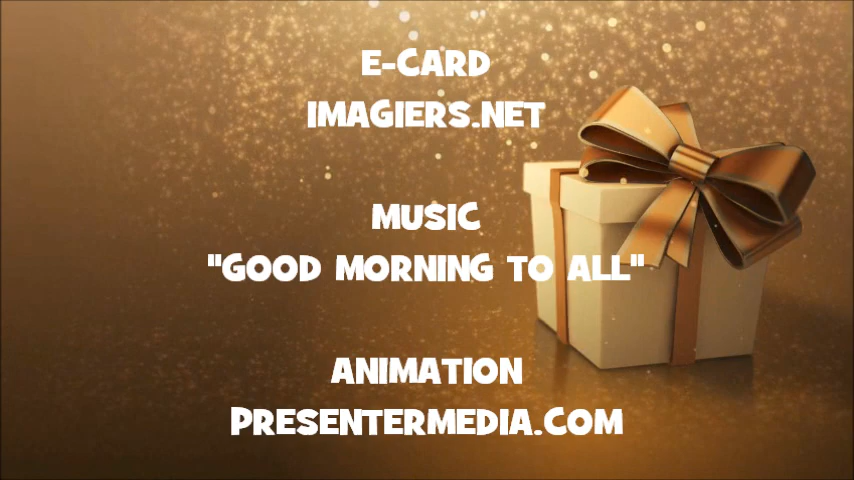 E-CARD
IMAGIERS.NET
MUSIC
"GOOD MORNING TO ALL"
ANIMATION
PRESENTERMEDIA.COM